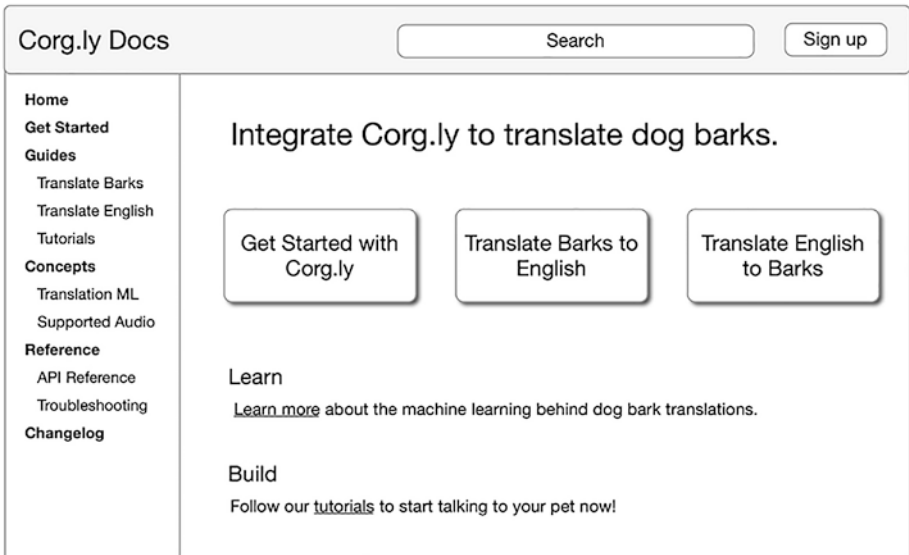 Corg.ly Docs
Search
Sign up
Home
Get Started
Guides
Translate Barks
Translate English
Tutorials
Concepts
Translation ML
Supported Audio
Reference
API Reference
Troubleshooting
Changelog
Integrate Corg.ly to translate dog barks.
Get Started with
Corg.ly
Translate Barks to
English
Translate English
to Barks
Learn
Learn more about the machine learning behind dog bark translations.
Build
Follow our tutorials to start talking to your pet now!